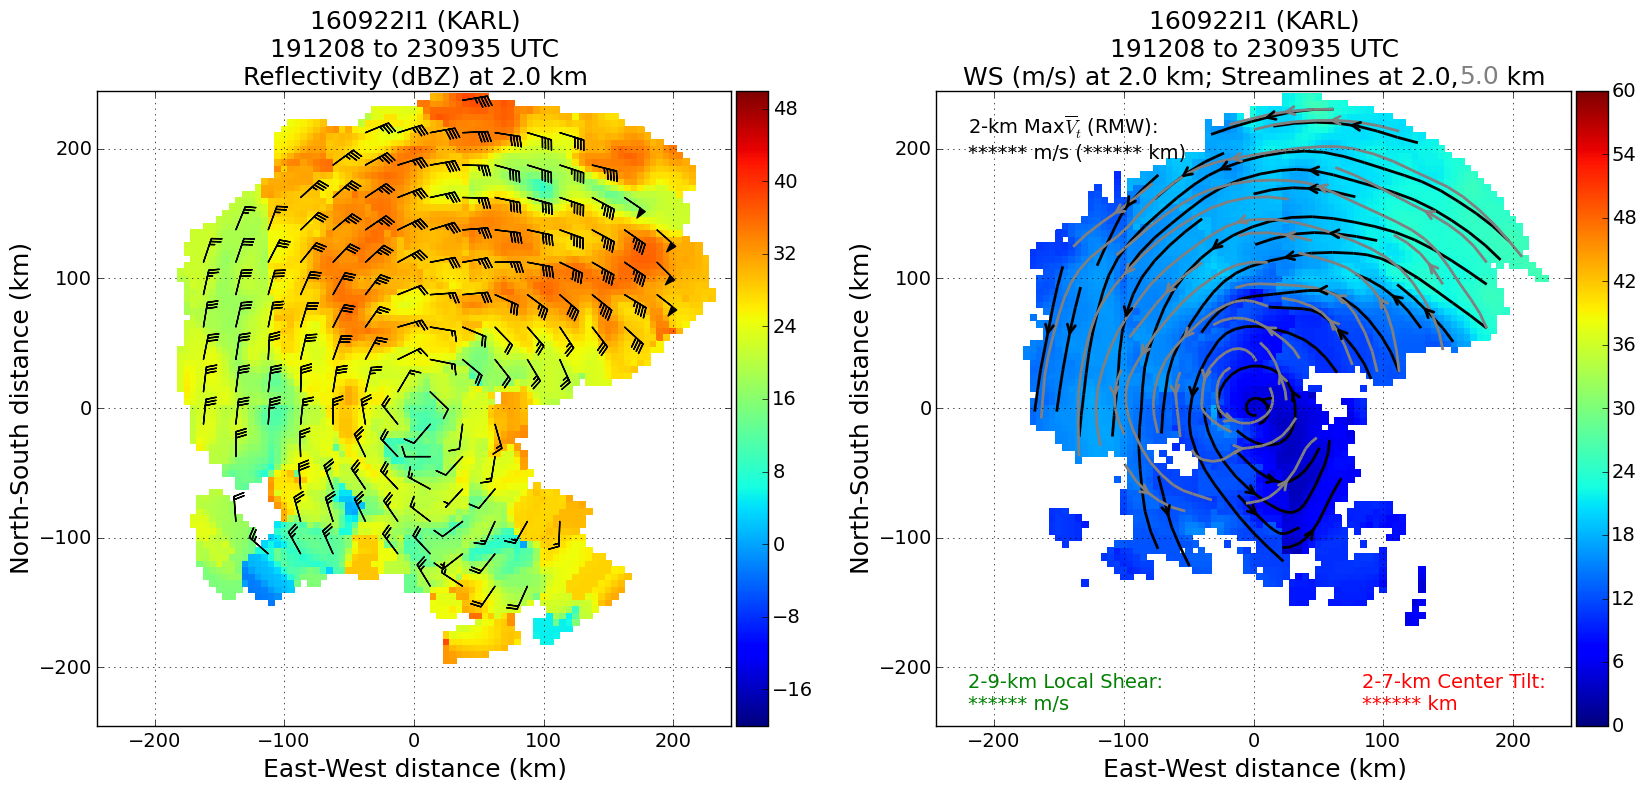 160922I1 (KARL)
191208 to 230935 UTC
Reflectivity (dBZ) at 2.0 km
200
100
0
−100
−200
North-South distance (km)
−200
−100
0
100
200
East-West distance (km)
48
40
32
24
16
8
0
−8
−16
160922I1 (KARL)
191208 to 230935 UTC
WS (m/s) at 2.0 km; Streamlines at 2.0,5.0 km
2-km Max V̅t (RMW):
****** m/s (****** km)
2-9-km Local Shear:
****** m/s
2-7-km Center Tilt:
****** km
200
100
0
−100
−200
North-South distance (km)
−200
−100
0
100
200
East-West distance (km)
60
54
48
42
36
30
24
18
12
6
0